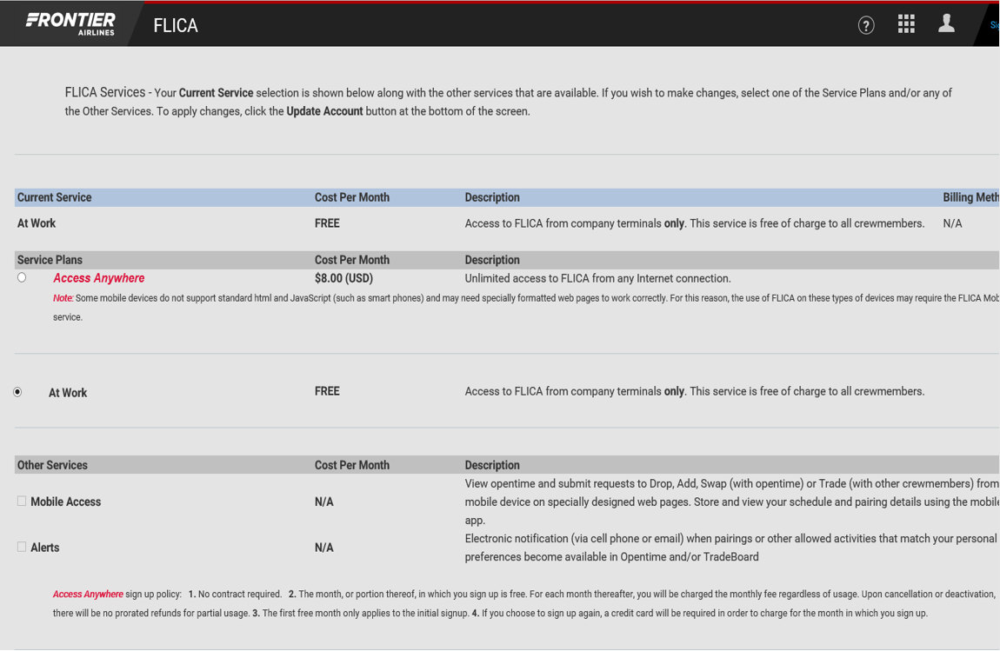 FRONTIER
AIRLINES
FLICA
?
FLICA Services - Your Current Service selection is shown below along with the other services that are available. If you wish to make changes, select one of the Service Plans and/or any of
the Other Services. To apply changes, click the Update Account button at the bottom of the screen.
Current Service Cost Per Month Description Billing Meth
At Work FREE Access to FLICA from company terminals only. This service is free of charge to all crewmembers. N/A
Service Plans Cost Per Month Description
Access Anywhere $8.00 (USD) Unlimited access to FLICA from any Internet connection.
Note: Some mobile devices do not support standard html and JavaScript (such as smart phones) and may need specially formatted web pages to work correctly. For this reason, the use of FLICA on these types of devices may require the FLICA Mob
service.
At Work FREE Access to FLICA from company terminals only. This service is free of charge to all crewmembers.
Other Services Cost Per Month Description
View opentime and submit requests to Drop, Add, Swap (with opentime) or Trade (with other crewmembers) from
Mobile Access N/A mobile device on specially designed web pages. Store and view your schedule and pairing details using the mobile
app.
Electronic notification (via cell phone or email) when pairings or other allowed activities that match your personal
Alerts N/A preferences become available in Opentime and/or TradeBoard
Access Anywhere sign up policy: 1. No contract required. 2. The month, or portion thereof, in which you sign up is free. For each month thereafter, you will be charged the monthly fee regardless of usage. Upon cancellation or deactivation,
there will be no prorated refunds for partial usage. 3. The first free month only applies to the initial signup. 4. If you choose to sign up again, a credit card will be required in order to charge for the month in which you sign up.